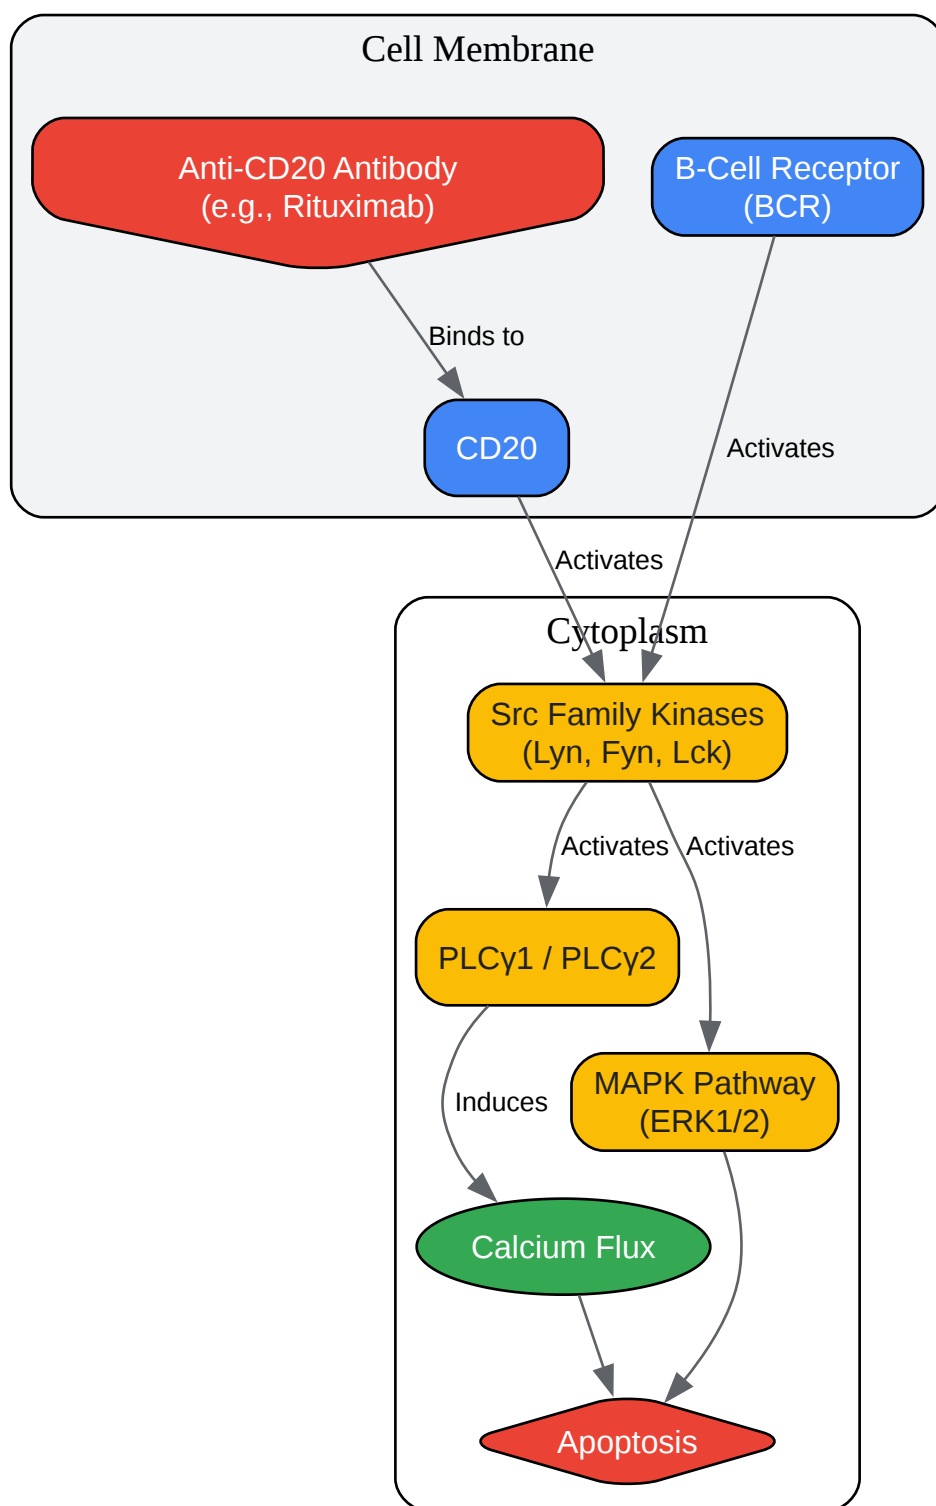 Cell Membrane
Anti-CD20 Antibody
(e.g., Rituximab)
B-Cell Receptor
(BCR)
Binds to
CD20
Activates
Activates
Cytoplasm
Src Family Kinases
(Lyn, Fyn, Lck)
Activates
Activates
PLCγ1 / PLCγ2
MAPK Pathway
(ERK1/2)
Induces
Calcium Flux
Apoptosis